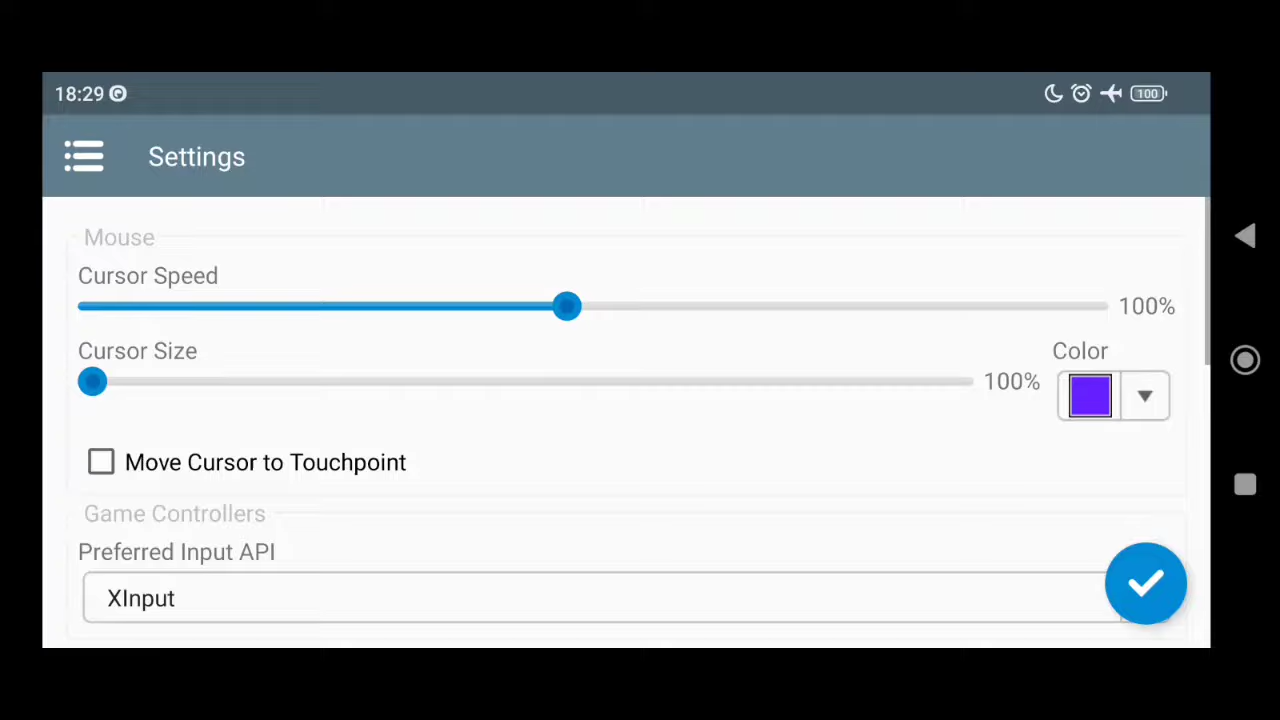 18:29
100
Settings
Mouse
Cursor Speed
100%
Cursor Size
100%
Color
Move Cursor to Touchpoint
Game Controllers
Preferred Input API
XInput